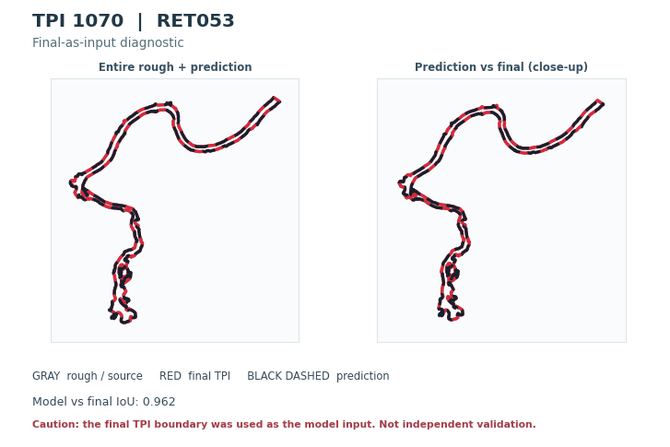 TPI 1070 | RET053
Final-as-input diagnostic
Entire rough + prediction
Prediction vs final (close-up)
GRAY rough / source RED final TPI BLACK DASHED prediction
Model vs final IoU: 0.962
Caution: the final TPI boundary was used as the model input. Not independent validation.